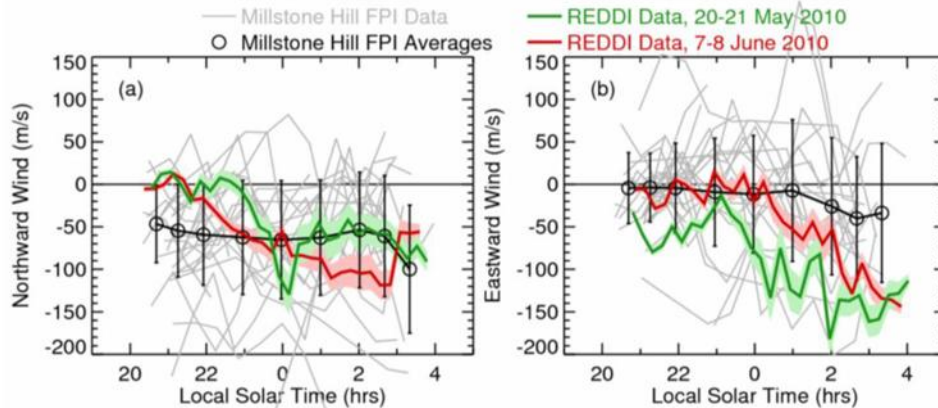 Millstone Hill FPI Data
REDDI Data, 20-21 May 2010
Millstone Hill FPI Averages
REDDI Data, 7-8 June 2010
(a)
Northward Wind (m/s)
150
100
50
0
-50
-100
-150
-200
20 22 0 2 4
Local Solar Time (hrs)
(b)
Eastward Wind (m/s)
150
100
50
0
-50
-100
-150
-200
20 22 0 2 4
Local Solar Time (hrs)